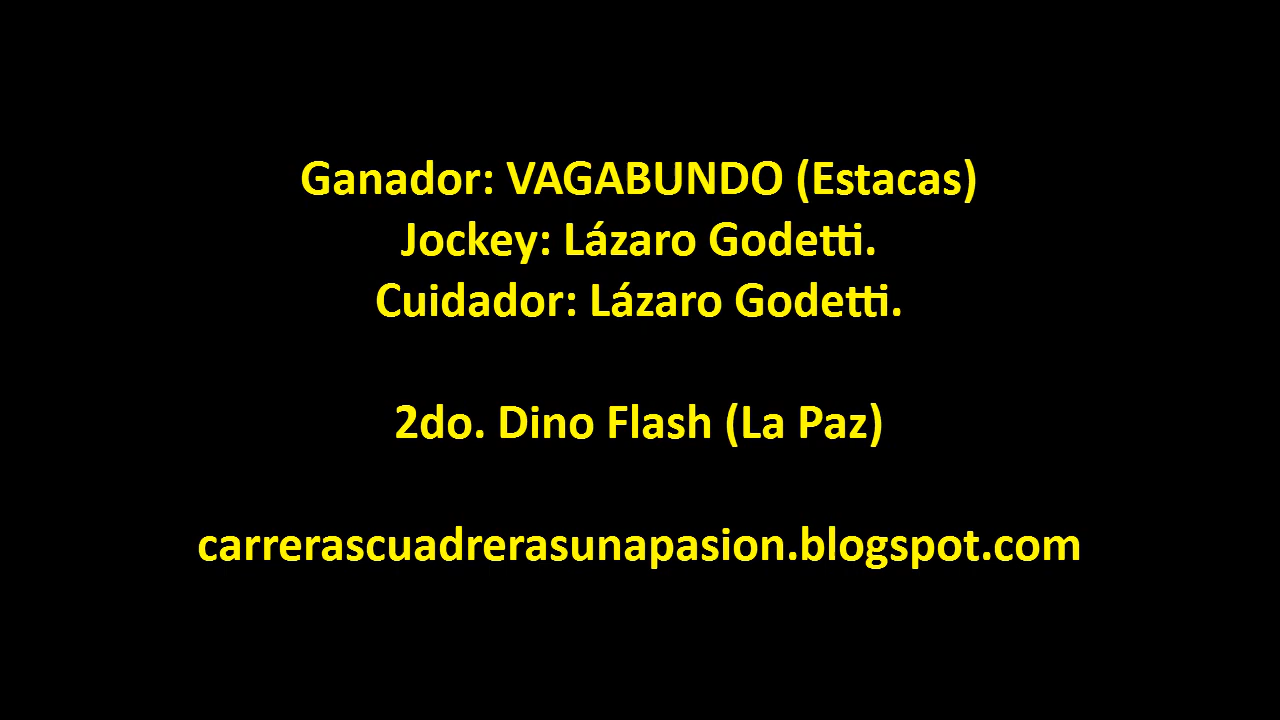 Ganador: VAGABUNDO (Estacas)
Jockey: Lázaro Godetti.
Cuidador: Lázaro Godetti.
2do. Dino Flash (La Paz)
carrerascuadrerasunapasion.blogspot.com